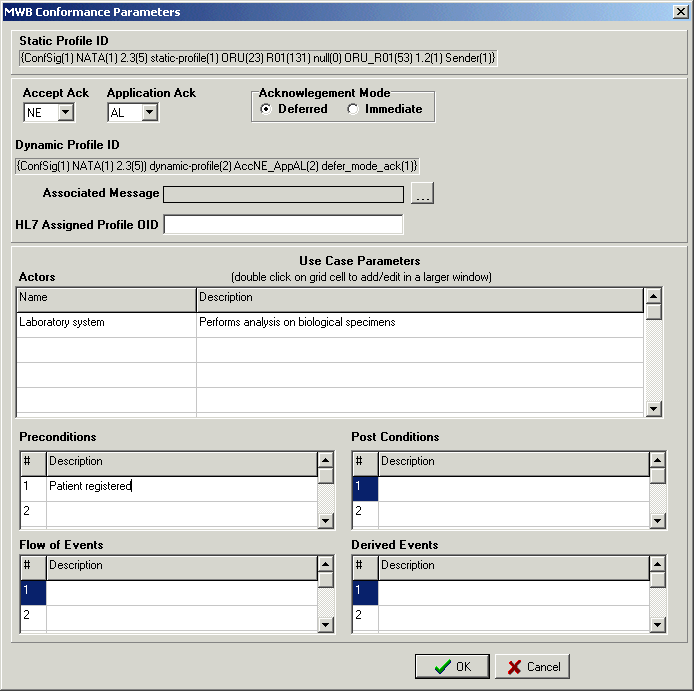 MWB Conformance Parameters
Static Profile ID
{ConfSig(1) NATA(1) 2.3(5) static-profile(1) ORU(23) R01(131) null(0) ORU_R01(53) 1.2(1) Sender(1)}
Accept Ack Application Ack Acknowlegement Mode
NE AL Deferred Immediate
Dynamic Profile ID
{ConfSig(1) NATA(1) 2.3(5)) dynamic-profile(2) AccNE_AppAL(2) defer_mode_ack(1)}
Associated Message ...
HL7 Assigned Profile OID
Use Case Parameters
Actors (double click on grid cell to add/edit in a larger window)
Name Description
Laboratory system Performs analysis on biological specimens
Preconditions Post Conditions
# Description # Description
1 Patient registered 1
2 2
Flow of Events Derived Events
# Description # Description
1 1
2 2
OK Cancel